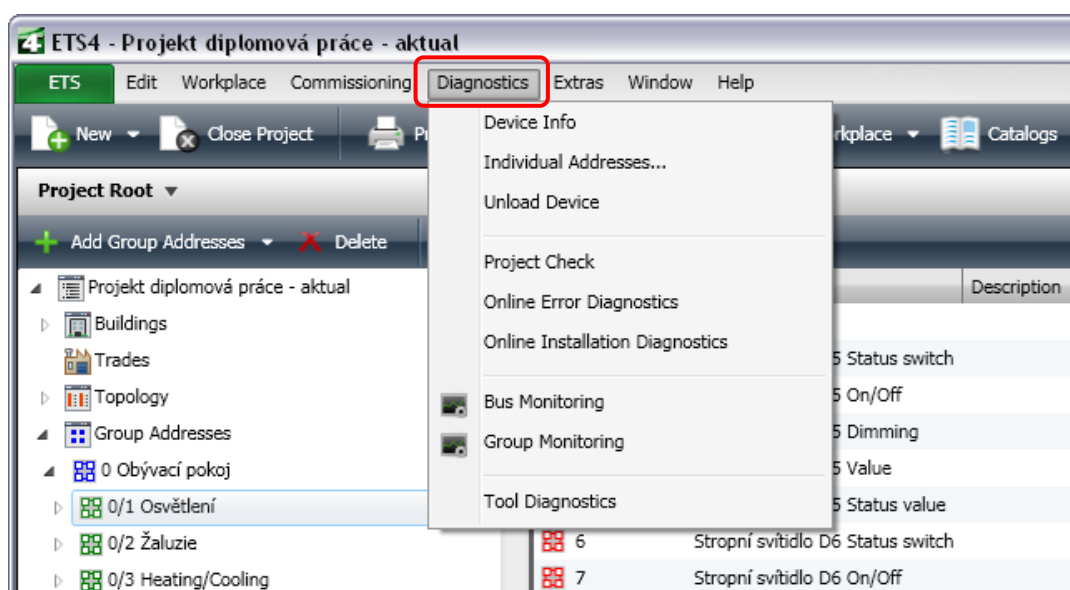 ETS4 - Projekt diplomová práce - aktual
ETS Edit Workplace Commissioning Diagnostics Extras Window Help
New Close Project Catalogs
Device Info
Individual Addresses...
Unload Device
Project Check
Online Error Diagnostics
Online Installation Diagnostics
Bus Monitoring
Group Monitoring
Tool Diagnostics
Project Root
Add Group Addresses Delete
Projekt diplomová práce - aktual
Buildings
Trades
Topology
Group Addresses
0 Obývací pokoj
0/1 Osvětlení
0/2 Žaluzie
0/3 Heating/Cooling
Description
5 Status switch
5 On/Off
5 Dimming
5 Value
5 Status value
6 Stropní svítidlo D6 Status switch
7 Stropní svítidlo D6 On/Off